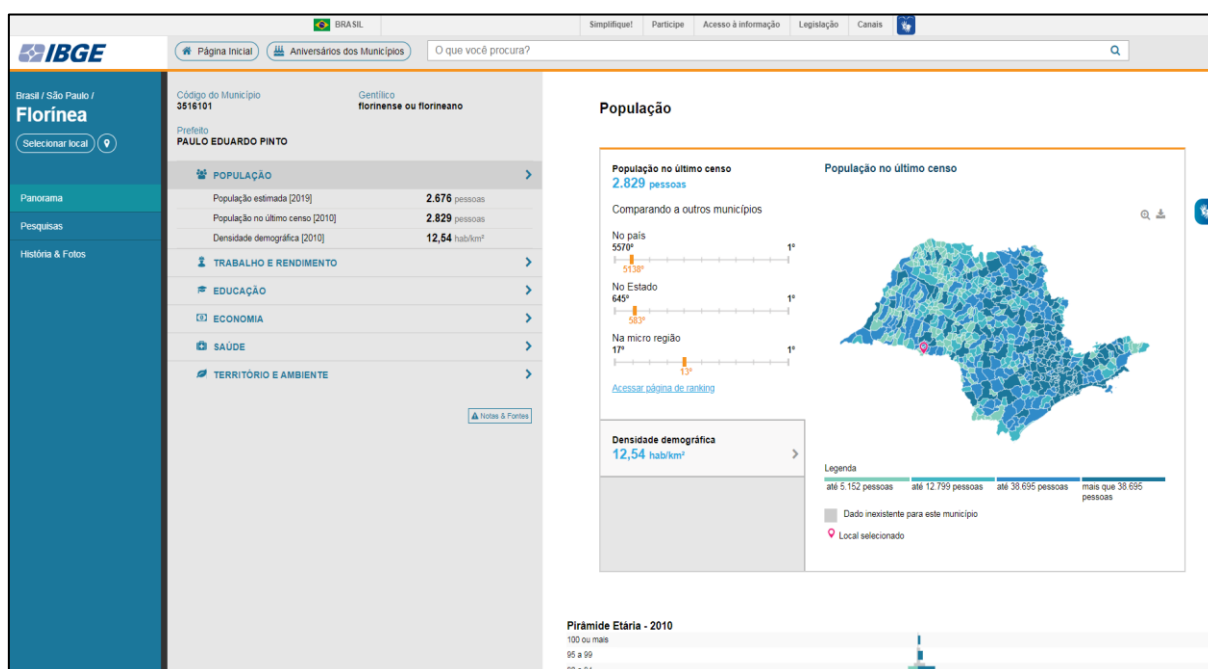 BRASIL
Simplifique! Participe Acesso à informação Legislação Canais
IBGE
Página Inicial
Aniversários dos Municípios
O que você procura?
Brasil / São Paulo /
Florínea
Selecionar local
Panorama
Pesquisas
História & Fotos
Código do Município
3516101
Gentílico
florinense ou florineano
Prefeito
PAULO EDUARDO PINTO
POPULAÇÃO
População estimada [2019] 2.676 pessoas
População no último censo [2010] 2.829 pessoas
Densidade demográfica [2010] 12,54 hab/km²
TRABALHO E RENDIMENTO
EDUCAÇÃO
ECONOMIA
SAÚDE
TERRITÓRIO E AMBIENTE
Notas & Fontes
População
População no último censo
2.829 pessoas
Comparando a outros municípios
No país
5570º 1º
5138º
No Estado
645º 1º
583º
Na micro região
17º 1º
13º
Acessar página de ranking
Densidade demográfica
12,54 hab/km²
População no último censo
Legenda
até 5.152 pessoas até 12.799 pessoas até 38.695 pessoas mais que 38.695
pessoas
Dado inexistente para este município
Local selecionado
Pirâmide Etária - 2010
100 ou mais
95 a 99